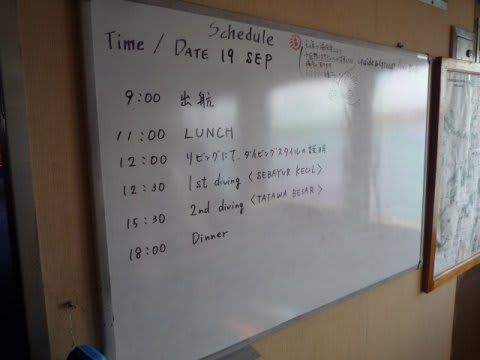 Schedule
Time / DATE 19 SEP
9:00 出航
11:00 LUNCH
12:00 リビングにて、ダイビングスタイルの説明
12:30 1st diving 〈SEBAYUR KECIL〉
15:30 2nd diving 〈TATAWA BESAR〉
18:00 Dinner